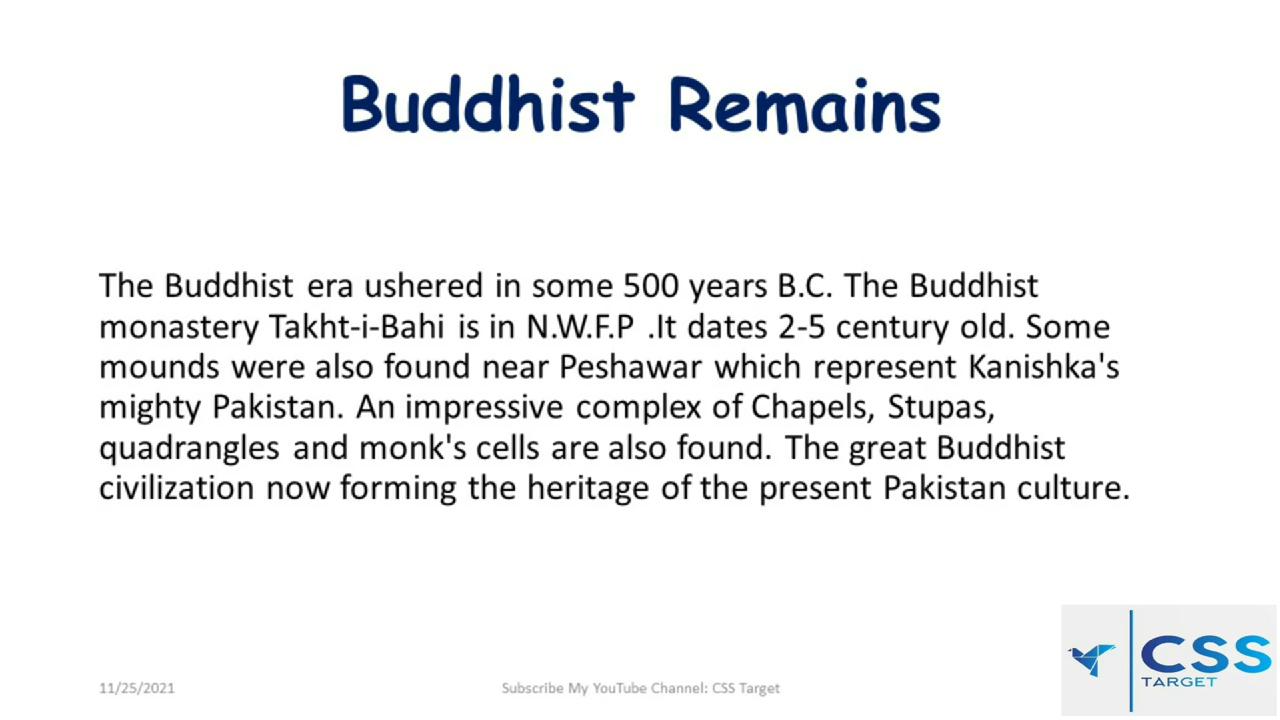 Buddhist Remains
The Buddhist era ushered in some 500 years B.C. The Buddhist
monastery Takht-i-Bahi is in N.W.F.P .It dates 2-5 century old. Some
mounds were also found near Peshawar which represent Kanishka's
mighty Pakistan. An impressive complex of Chapels, Stupas,
quadrangles and monk's cells are also found. The great Buddhist
civilization now forming the heritage of the present Pakistan culture.
CSS
TARGET
11/25/2021
Subscribe My YouTube Channel: CSS Target